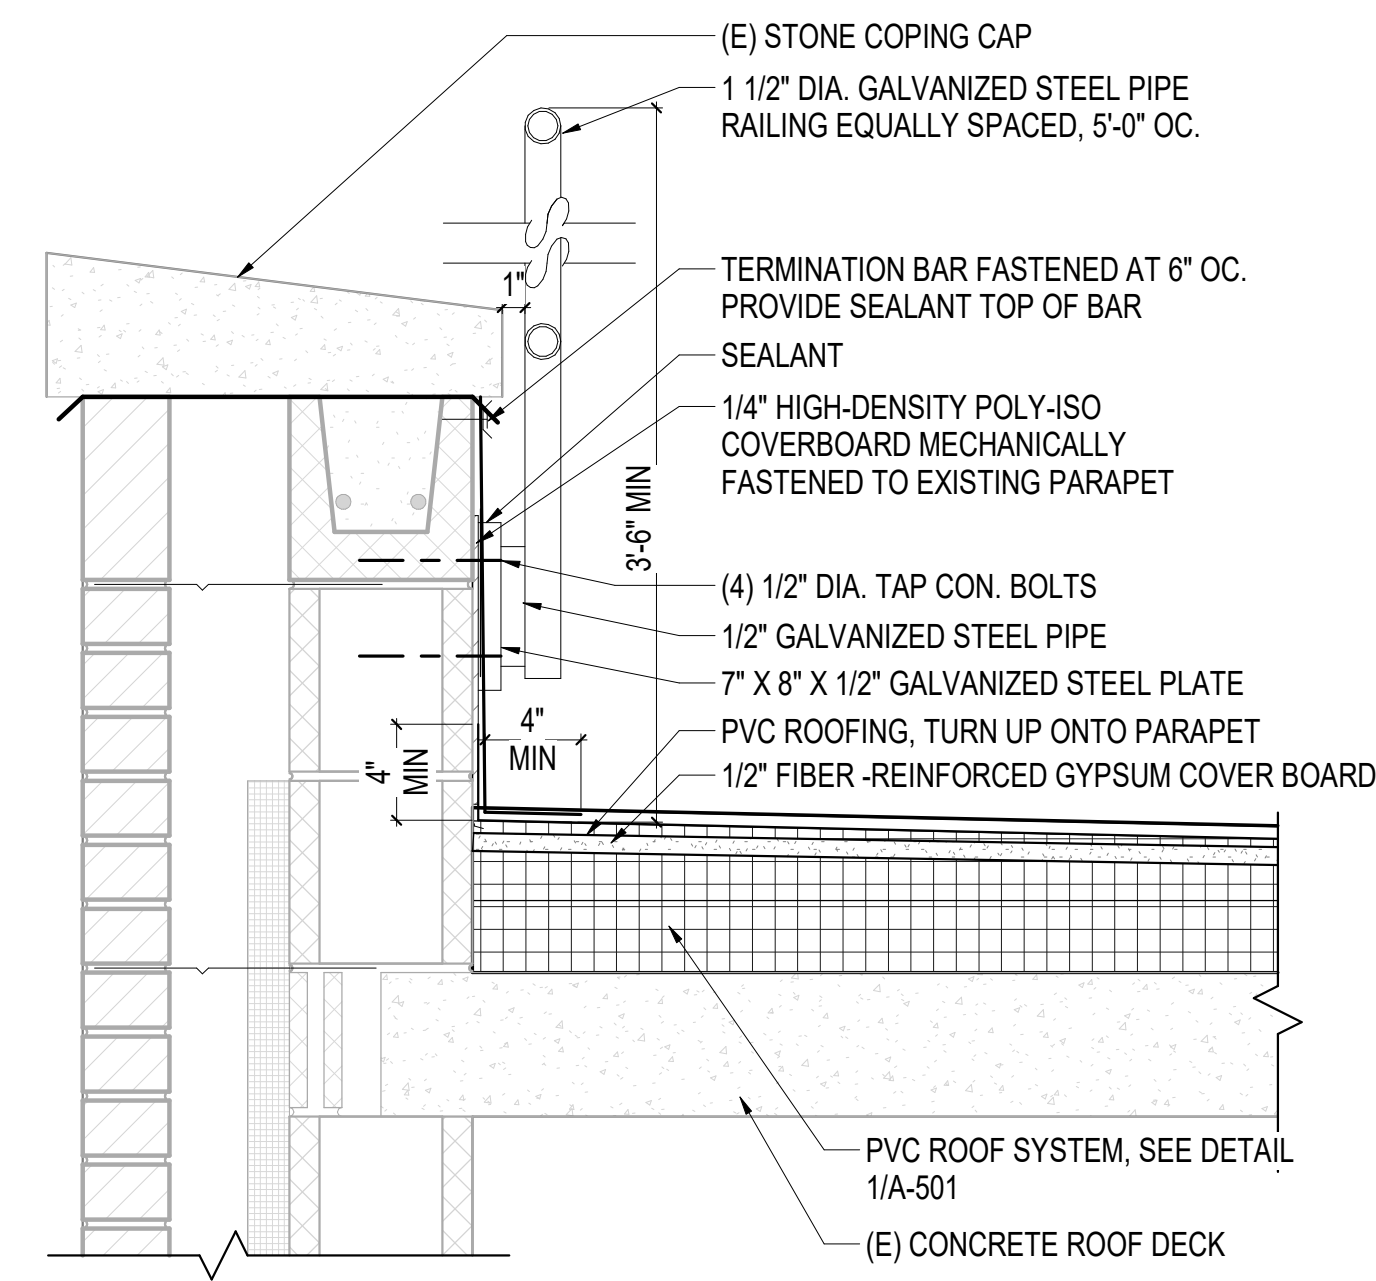 (E) STONE COPING CAP
1 1/2" DIA. GALVANIZED STEEL PIPE
RAILING EQUALLY SPACED, 5'-0" OC.
TERMINATION BAR FASTENED AT 6" OC.
PROVIDE SEALANT TOP OF BAR
1"
SEALANT
1/4" HIGH-DENSITY POLY-ISO
COVERBOARD MECHANICALLY
FASTENED TO EXISTING PARAPET
3'-6" MIN
(4) 1/2" DIA. TAP CON. BOLTS
1/2" GALVANIZED STEEL PIPE
7" X 8" X 1/2" GALVANIZED STEEL PLATE
4"
MIN
PVC ROOFING, TURN UP ONTO PARAPET
4"
MIN
1/2" FIBER -REINFORCED GYPSUM COVER BOARD
PVC ROOF SYSTEM, SEE DETAIL
1/A-501
(E) CONCRETE ROOF DECK